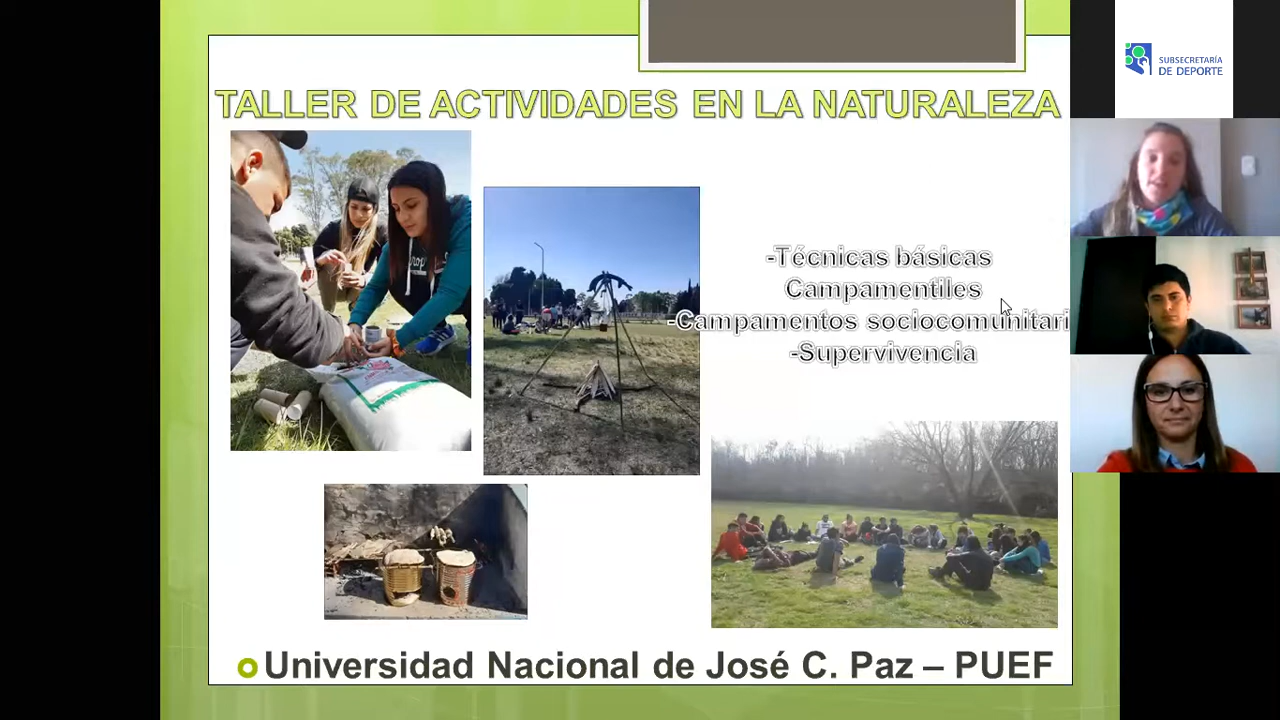 SUBSECRETARÍA
DE DEPORTE
TALLER DE ACTIVIDADES EN LA NATURALEZA
-Técnicas básicas
Campamentiles
-Campamentos sociocomunitari
-Supervivencia
Universidad Nacional de José C. Paz – PUEF